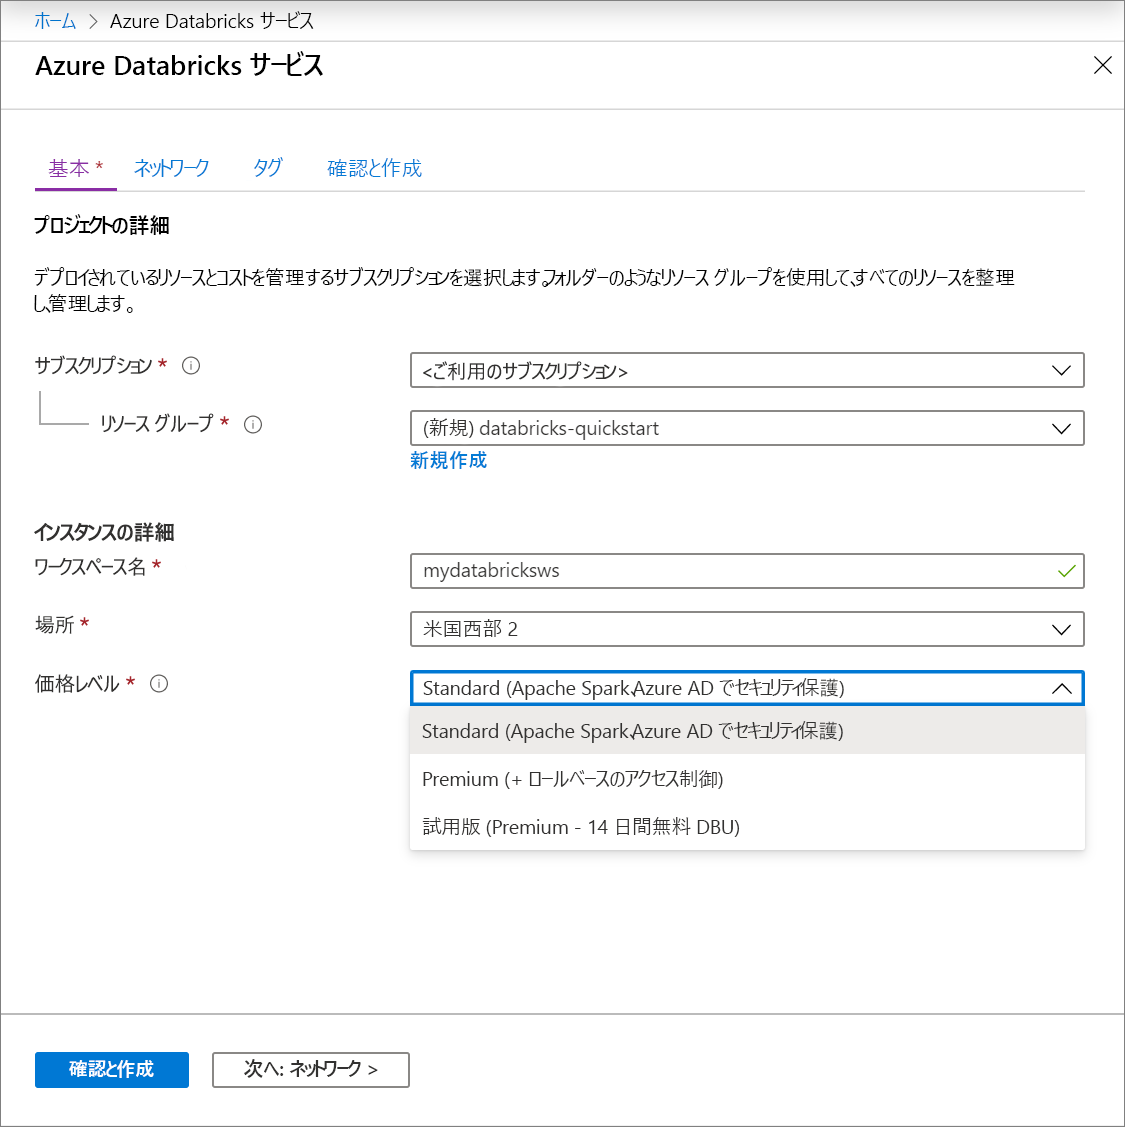 ホーム > Azure Databricks サービス
Azure Databricks サービス
基本 * ネットワーク タグ 確認と作成
プロジェクトの詳細
デプロイされているリソースとコストを管理するサブスクリプションを選択します。フォルダーのようなリソース グループを使用して、すべてのリソースを整理
し、管理します。
サブスクリプション *
<ご利用のサブスクリプション>
リソース グループ *
(新規) databricks-quickstart
新規作成
インスタンスの詳細
ワークスペース名 *
mydatabricksws
場所 *
米国西部 2
価格レベル *
Standard (Apache Spark、Azure AD でセキュリティ保護)
Standard (Apache Spark、Azure AD でセキュリティ保護)
Premium (+ ロールベースのアクセス制御)
試用版 (Premium - 14 日間無料 DBU)
確認と作成 次へ: ネットワーク >